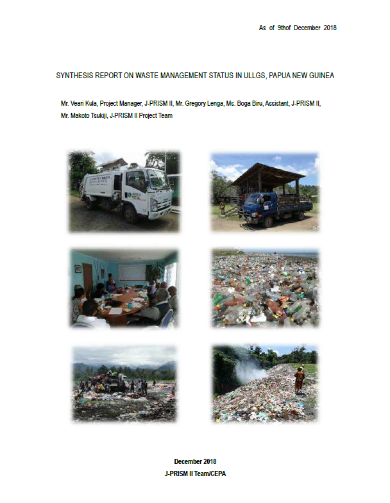 As of 9thof December 2018
SYNTHESIS REPORT ON WASTE MANAGEMENT STATUS IN ULLGS, PAPUA NEW GUINEA
Mr. Vean Kula, Project Manager, J-PRISM II, Mr. Gregory Lenga, Ms. Boga Biru, Assictant, J-PRISM II,
Mr. Makoto Tsukiji, J-PRISM II Project Team
December 2018
J-PRISM II Team/CEPA